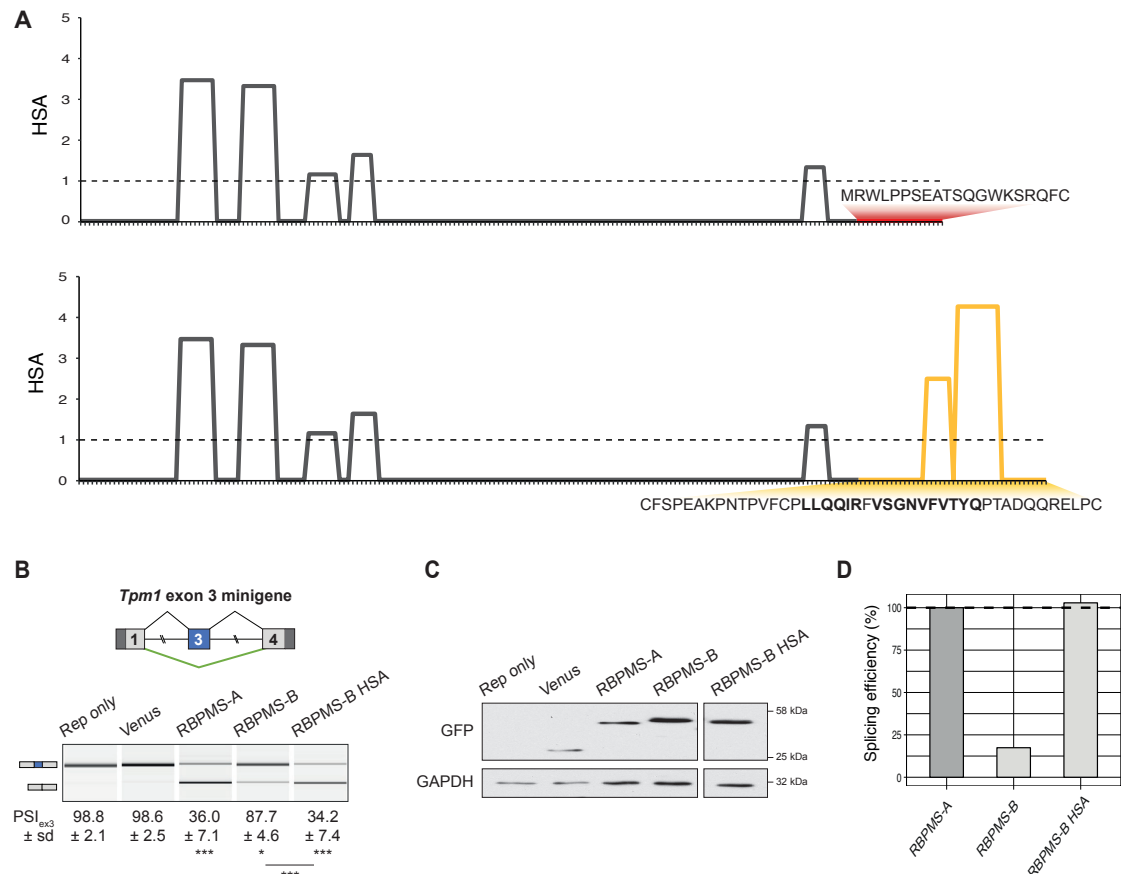 A
5
4
3
2
1
0
HSA
MRWLPPSEATSQGWKSRQFC
5
4
3
2
1
0
HSA
CFSPEAKPNTPVFCPLLQQIRFVSGNVFVTYQPTADQQRELPC
B
Tpm1 exon 3 minigene
1
3
4
Rep only
Venus
RBPMS-A
RBPMS-B
RBPMS-B HSA
PSIex3 98.8 98.6 36.0 87.7 34.2
± sd ± 2.1 ± 2.5 ± 7.1 ± 4.6 ± 7.4
*** * ***
***
C
Rep only
Venus
RBPMS-A
RBPMS-B
RBPMS-B HSA
GFP
58 kDa
25 kDa
GAPDH
32 kDa
D
Splicing efficiency (%)
100
75
50
25
0
RBPMS-A
RBPMS-B
RBPMS-B HSA